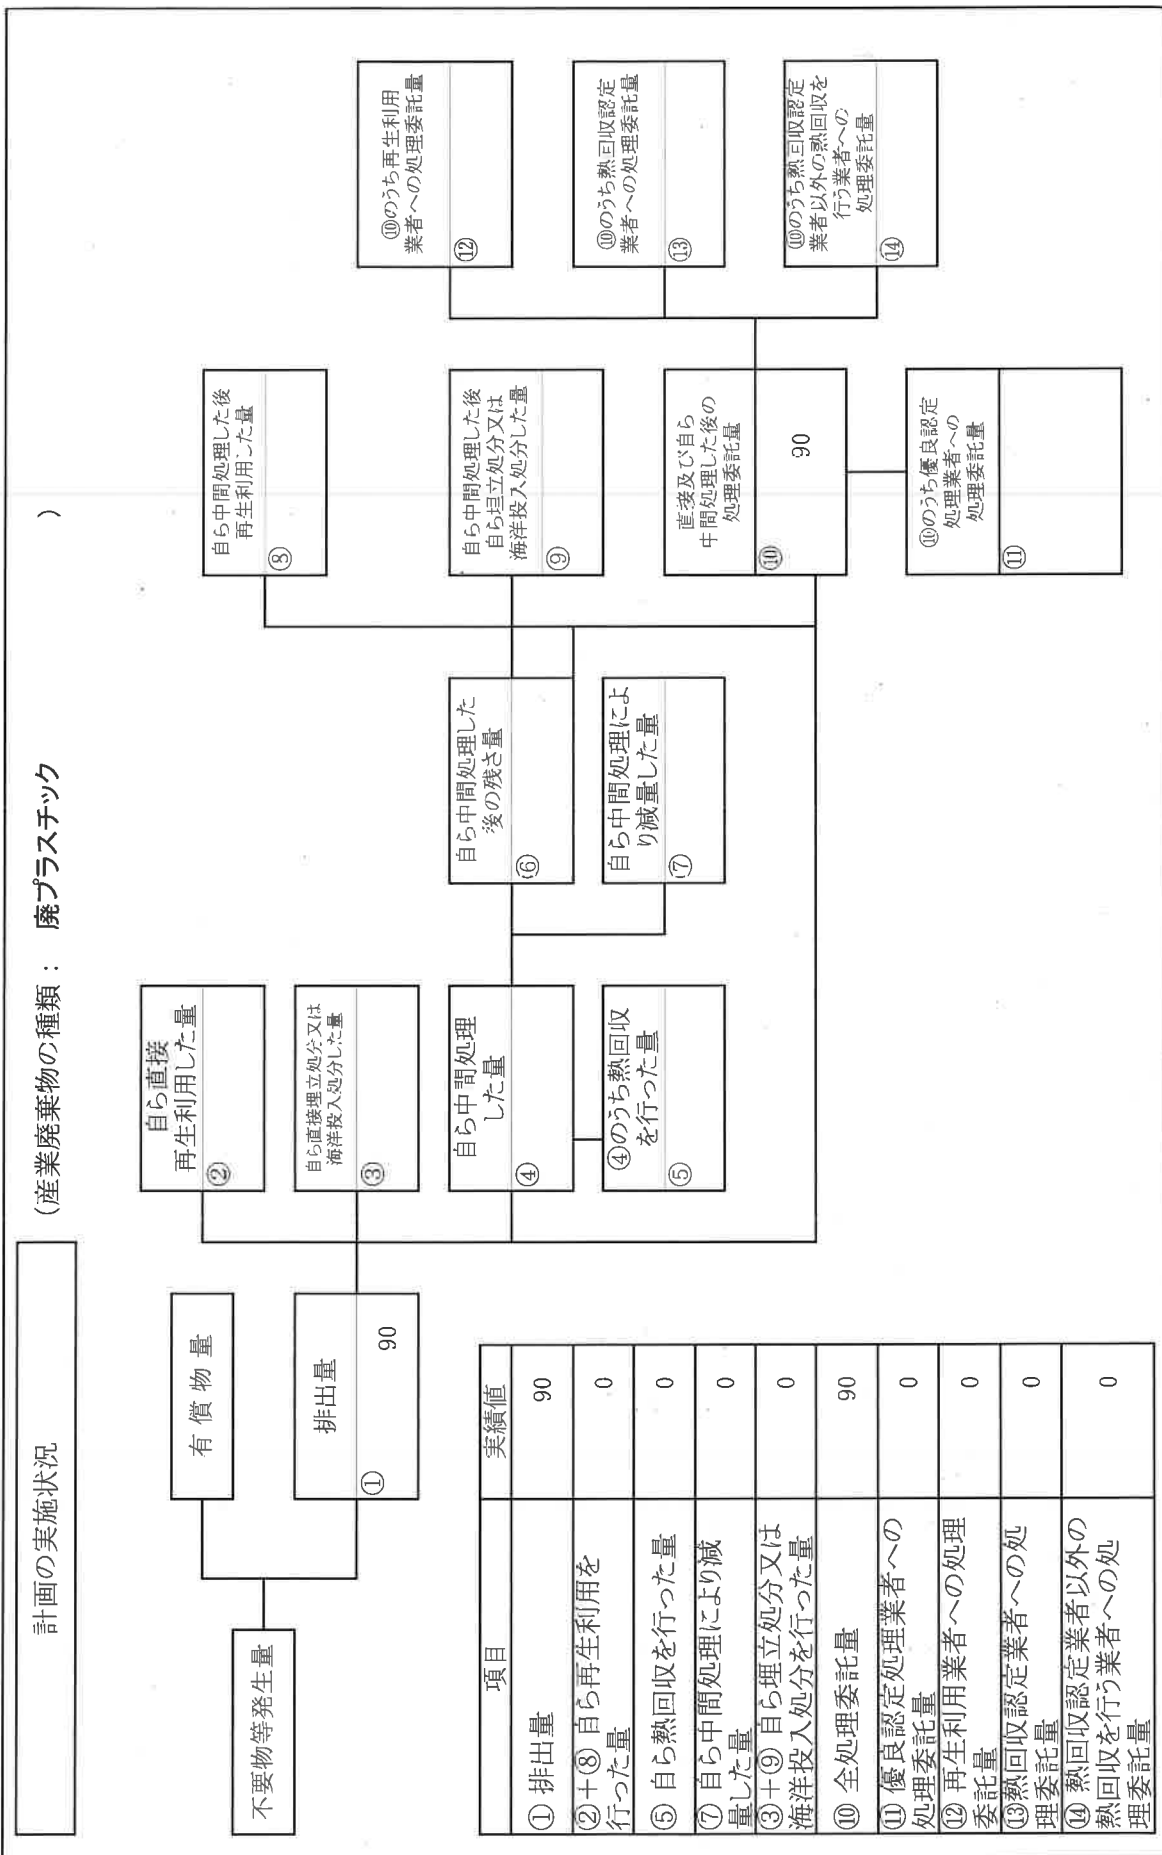 計画の実施状況
(産業廃棄物の種類： 廃プラスチック )
不要物等発生量
有償物量
排出量
① 90
自ら直接
再生利用した量
②
自ら直接埋立処分又は
海洋投入処分した量
③
自ら中間処理
した量
④
④のうち熱回収
を行った量
⑤
自ら中間処理した
後の残さ量
⑥
自ら中間処理によ
り減量した量
⑦
自ら中間処理した後
再生利用した量
⑧
自ら中間処理した後
自ら埋立処分又は
海洋投入処分した量
⑨
直接及び自ら
中間処理した後の
処理委託量
⑩ 90
⑩のうち優良認定
処理業者への
処理委託量
⑪
⑩のうち再生利用
業者への処理委託量
⑫
⑩のうち熱回収認定
業者への処理委託量
⑬
⑩のうち熱回収認定
業者以外の熱回収を
行う業者への
処理委託量
⑭
項目 実績値
① 排出量 90
②＋⑧ 自ら再生利用を
行った量 0
⑤ 自ら熱回収を行った量 0
⑦ 自ら中間処理により減
量した量 0
③＋⑨ 自ら埋立処分又は
海洋投入処分を行った量 0
⑩ 全処理委託量 90
⑪ 優良認定処理業者への
処理委託量 0
⑫ 再生利用業者への処理
委託量 0
⑬熱回収認定業者への処
理委託量 0
⑭ 熱回収認定業者以外の
熱回収を行う業者への処
理委託量 0